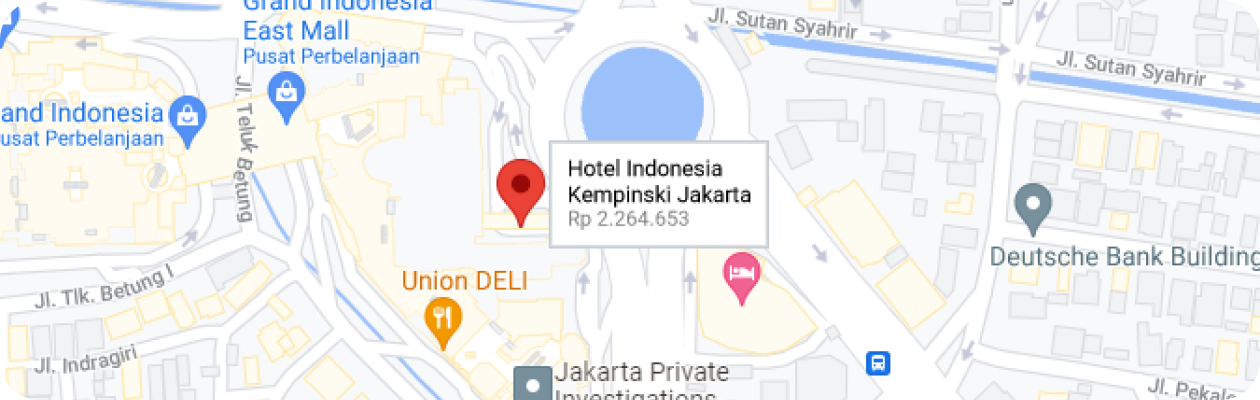 Grand Indonesia
East Mall
Pusat Perbelanjaan
Jl. Sutan Syahrir
Jl. Sutan Syahrir
Jl. Teluk Betung
and Indonesia
usat Perbelanjaan
Hotel Indonesia
Kempinski Jakarta
Rp 2.264.653
Deutsche Bank Building
Jl. Tlk. Betung I
Union DELI
Jl. Indragiri
Jakarta Private
Investigations
Jl. Pekalo